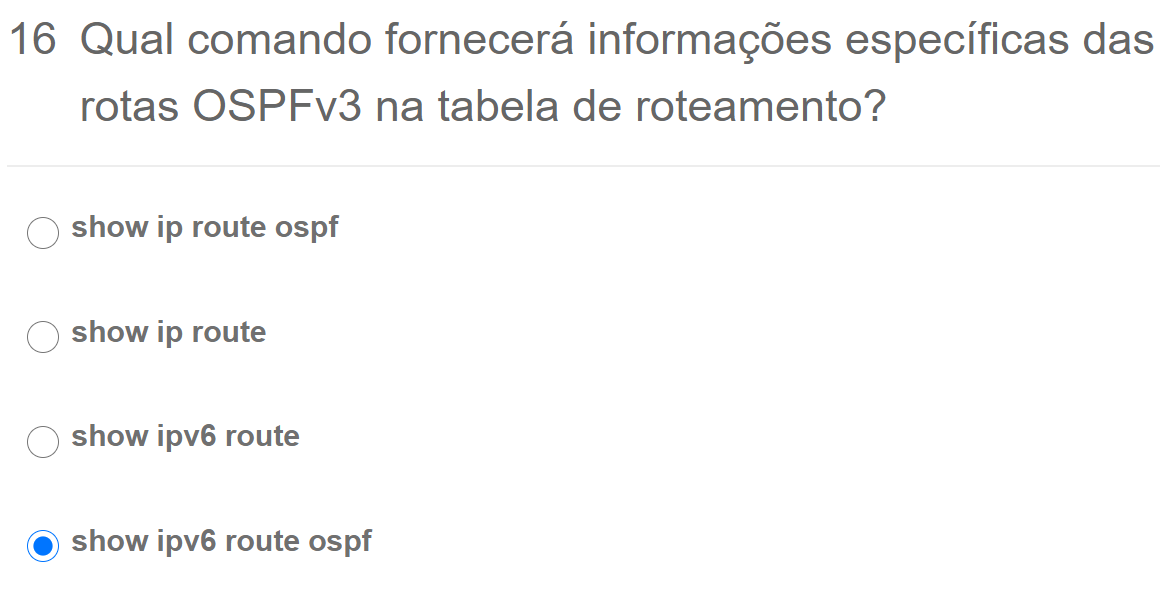 16 Qual comando fornecerá informações específicas das
rotas OSPFv3 na tabela de roteamento?
show ip route ospf
show ip route
show ipv6 route
show ipv6 route ospf